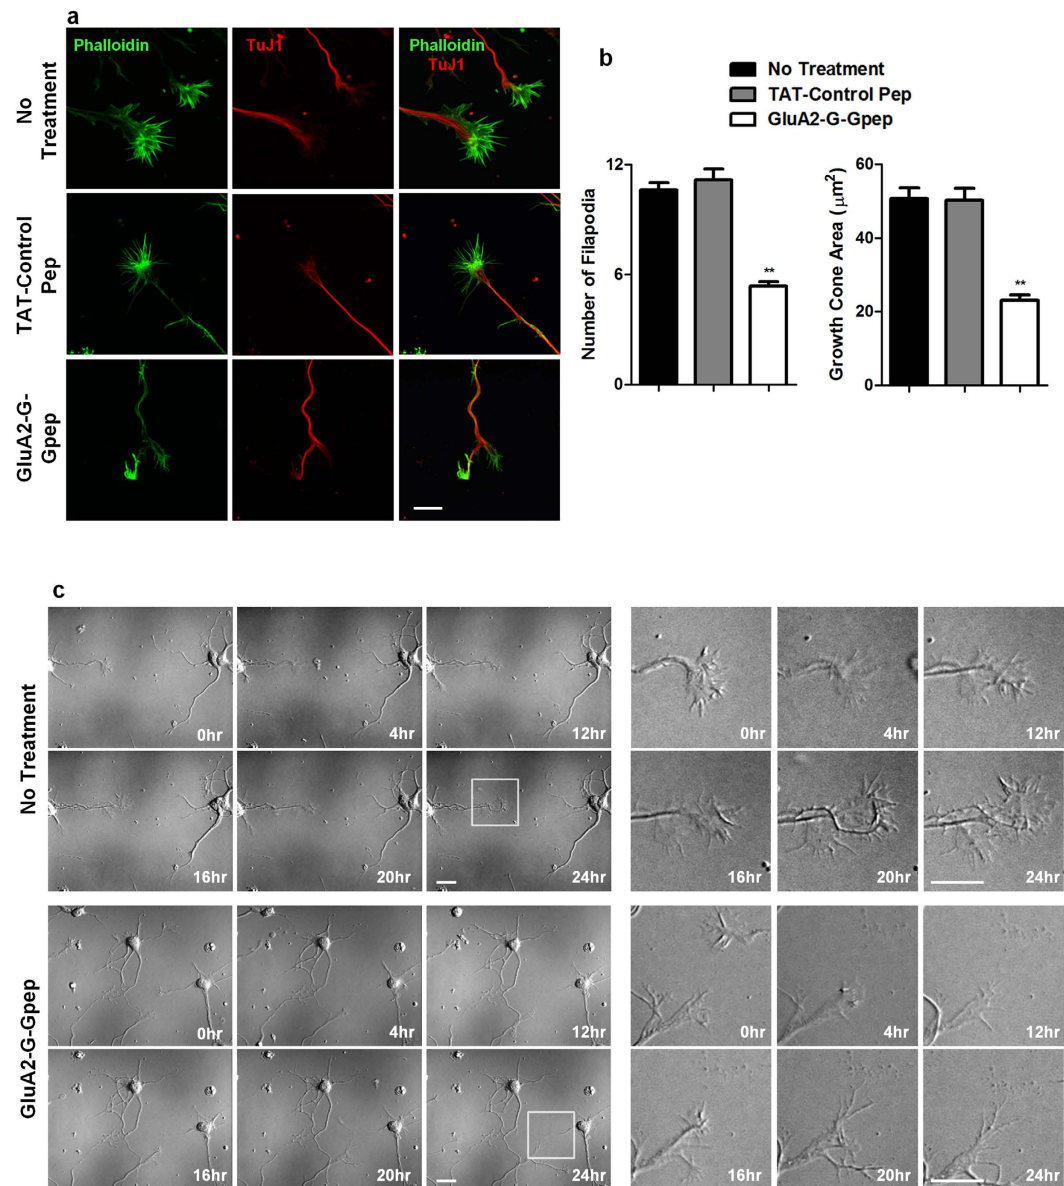 a
Phalloidin
TuJ1
Phalloidin
TuJ1
No
Treatment
TAT-Control
Pep
GluA2-G-
Gpep
b
No Treatment
TAT-Control Pep
GluA2-G-Gpep
Number of Filapodia
12
6
0
**
Growth Cone Area (μm²)
60
40
20
0
**
c
No Treatment
0hr
4hr
12hr
0hr
4hr
12hr
16hr
20hr
24hr
16hr
20hr
24hr
GluA2-G-Gpep
0hr
4hr
12hr
0hr
4hr
12hr
16hr
20hr
24hr
16hr
20hr
24hr